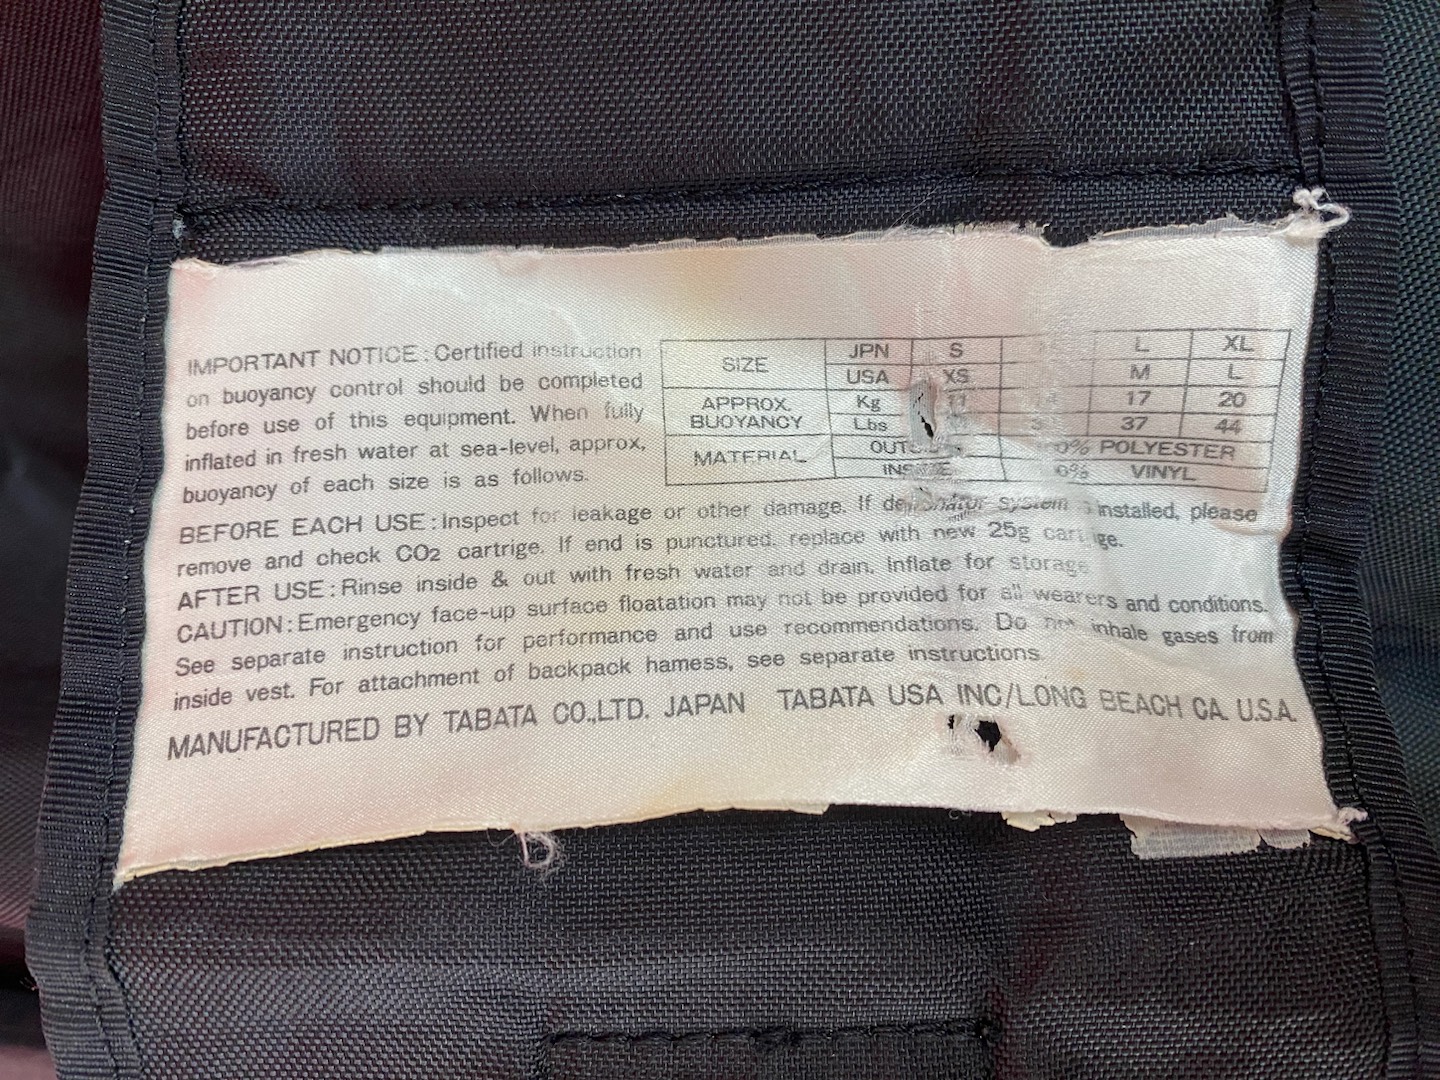 IMPORTANT NOTICE: Certified instruction
on buoyancy control should be completed
before use of this equipment. When fully
inflated in fresh water at sea-level, approx,
buoyancy of each size is as follows.
SIZE JPN S L XL
USA XS M L
APPROX. BUOYANCY Kg 11 17 20
Lbs 37 44
MATERIAL POLYESTER
VINYL
BEFORE EACH USE: Inspect for leakage or other damage. If system installed, please
remove and check CO2 cartrige. If end is punctured. replace with new 25g
AFTER USE: Rinse inside & out with fresh water and drain. Inflate for storage
CAUTION: Emergency face-up surface floatation may not be provided for all wearers and conditions.
See separate instruction for performance and use recommendations. Do not inhale gases from
inside vest. For attachment of backpack harness, see separate instructions.
MANUFACTURED BY TABATA CO.,LTD. JAPAN TABATA USA INC/LONG BEACH CA. U.S.A.